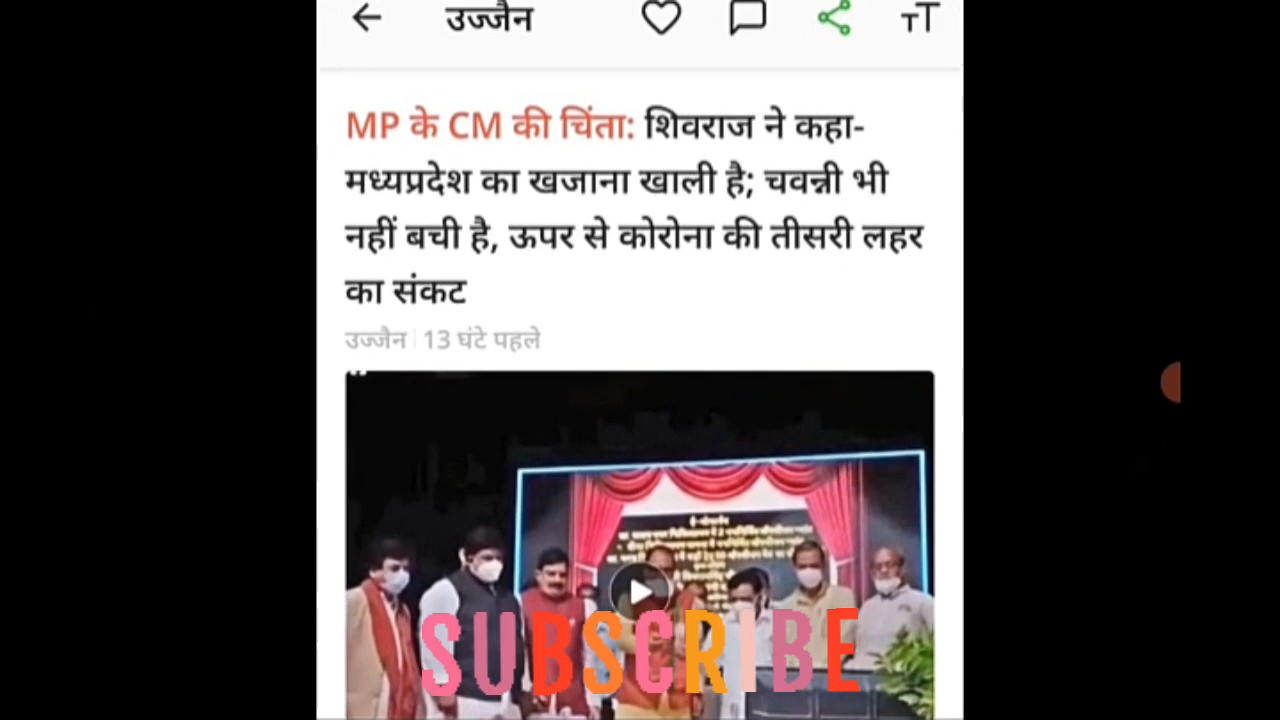 उज्जैन
TT
MP के CM की चिंता: शिवराज ने कहा-
मध्यप्रदेश का खजाना खाली है; चवन्नी भी
नहीं बची है, ऊपर से कोरोना की तीसरी लहर
का संकट
उज्जैन | 13 घंटे पहले
SUBSCRIBE